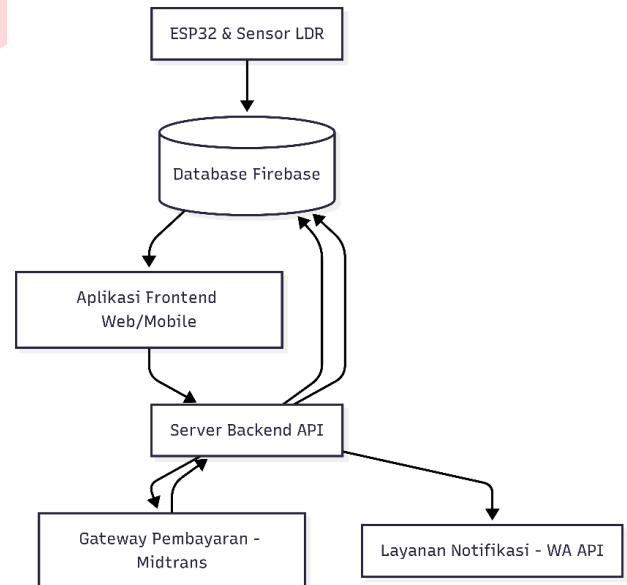 ESP32 & Sensor LDR
Database Firebase
Aplikasi Frontend
Web/Mobile
Server Backend API
Gateway Pembayaran -
Midtrans
Layanan Notifikasi - WA API